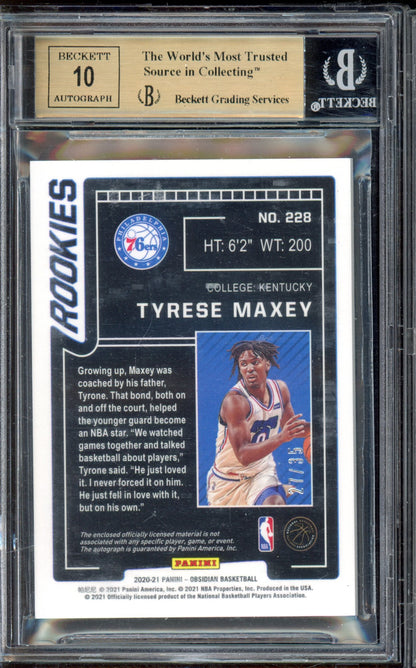 BECKETT
10
AUTOGRAPH
The World's Most Trusted
Source in Collecting™
B
Beckett Grading Services
B
BECKETT
ROOKIES
PHILADELPHIA
76ers
NO. 228
HT: 6'2" WT: 200
COLLEGE: KENTUCKY
TYRESE MAXEY
Growing up, Maxey was
coached by his father,
Tyrone. That bond, both on
and off the court, helped
the young guard become
an NBA star. “We watched
games together and talked
basketball about players,”
Tyrone said. “He just loved
it. I never forced it on him.
He just fell in love with it,
but on his own.”
27/35
The enclosed officially licensed material is not
associated with any specific player, game, or event.
The autograph is guaranteed by Panini America, Inc.
NBA
PANINI
2020-21 PANINI – OBSIDIAN BASKETBALL
© 2021 Panini America, Inc. © 2021 NBA Properties, Inc. Produced in the USA.
© 2021 Officially licensed product of the National Basketball Players Association.